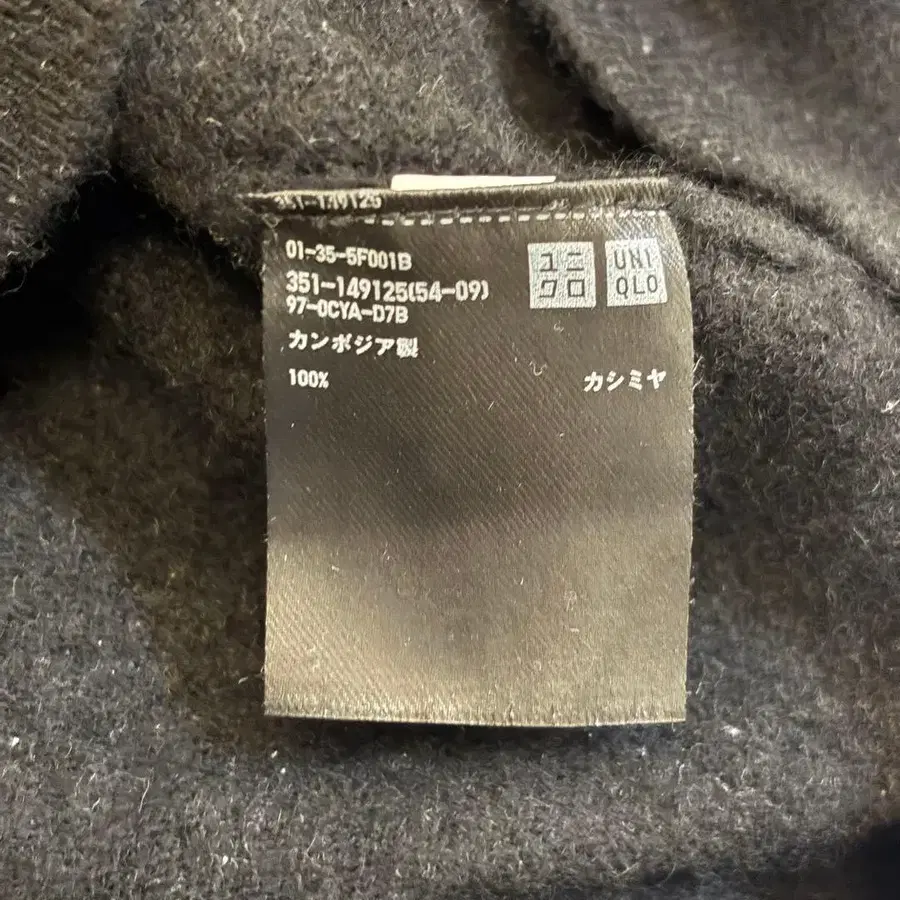 351-149125
01-35-5F001B
351-149125(54-09)
97-0CYA-D7B
カンボジア製
100% カシミヤ
ユニ
クロ
UNI
QLO